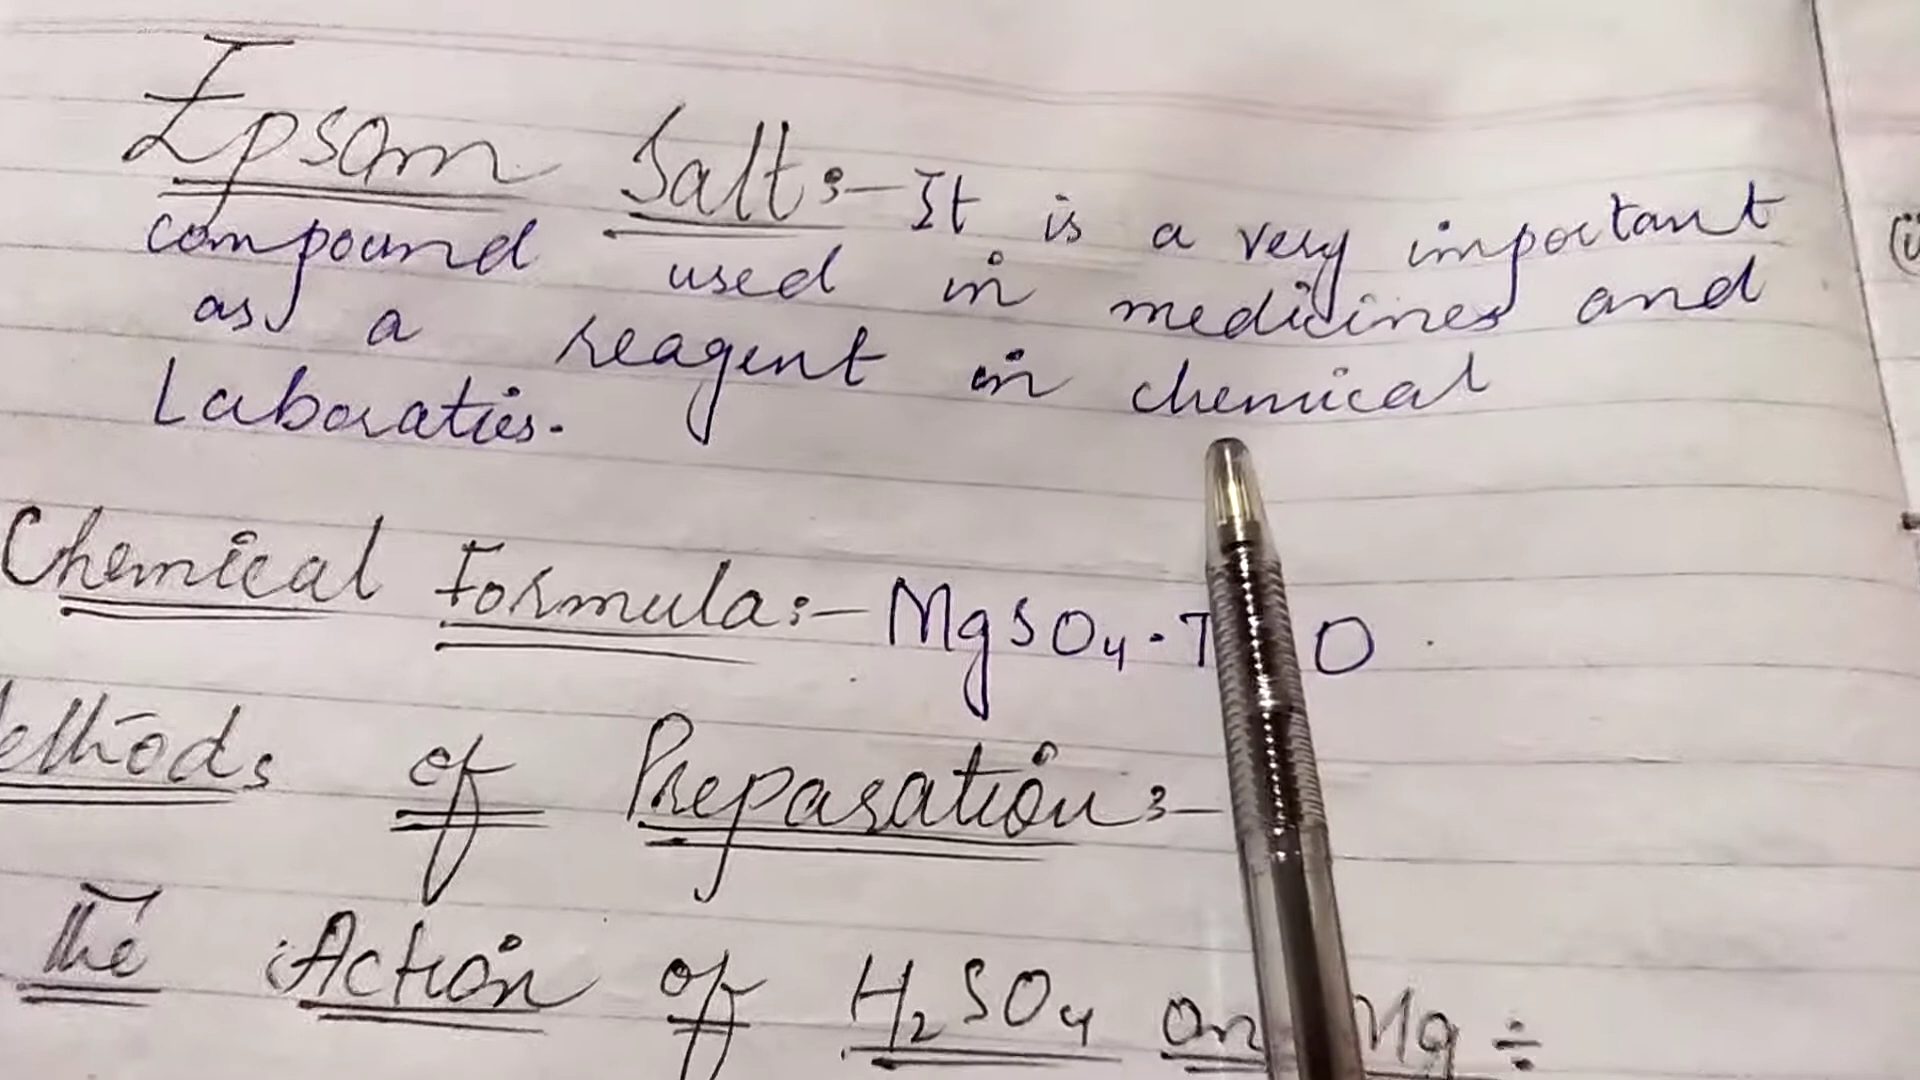 Epsom Salt:- It is a very important
compound used in medicines and
as a reagent in chemical
Laboraties.
Chemical Formula:- MgSO₄·7 O
of Preparation:-
The Action of H₂SO₄ on Mg ÷